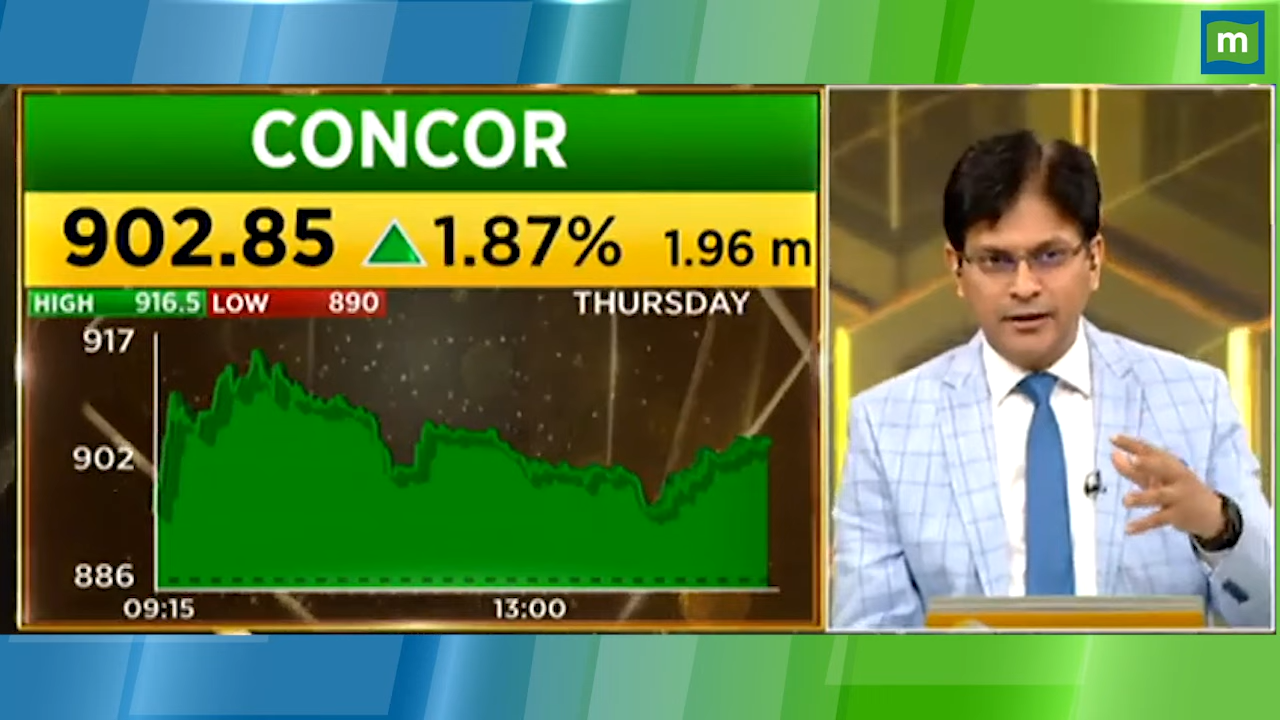 m
CONCOR
902.85 ▲ 1.87% 1.96 m
HIGH 916.5 LOW 890 THURSDAY
917
902
886
09:15 13:00